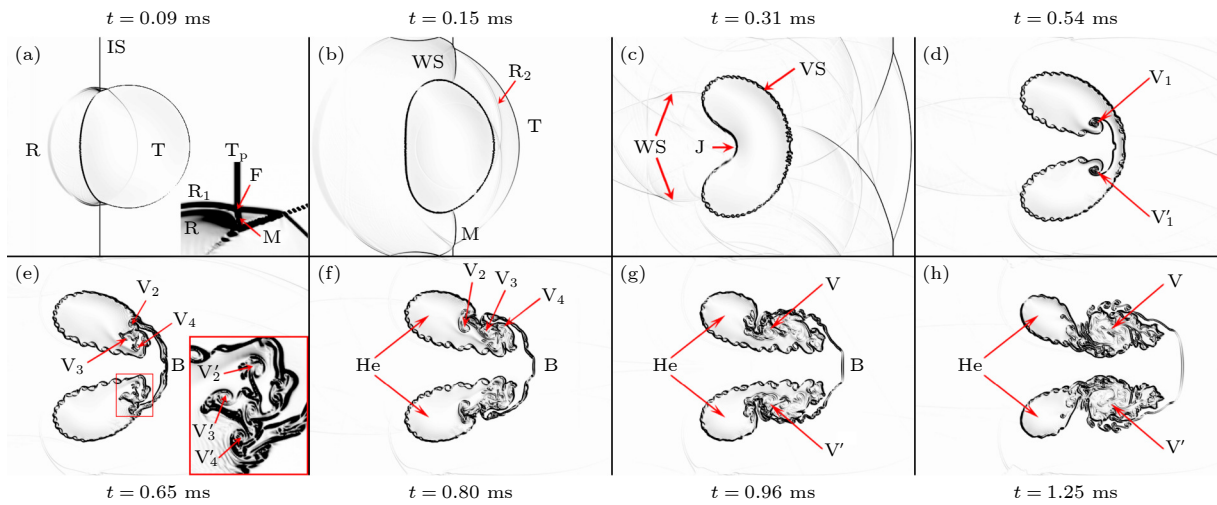 t = 0.09 ms
t = 0.15 ms
t = 0.31 ms
t = 0.54 ms
(a)
IS
R
T
Tₚ
F
R₁
R
M
(b)
WS
R₂
T
M
(c)
VS
WS
J
(d)
V₁
V′₁
(e)
V₂
V₄
V₃
B
V′₂
V′₃
V′₄
(f)
V₂
V₃
V₄
He
B
(g)
V
He
B
V′
(h)
V
He
V′
t = 0.65 ms
t = 0.80 ms
t = 0.96 ms
t = 1.25 ms